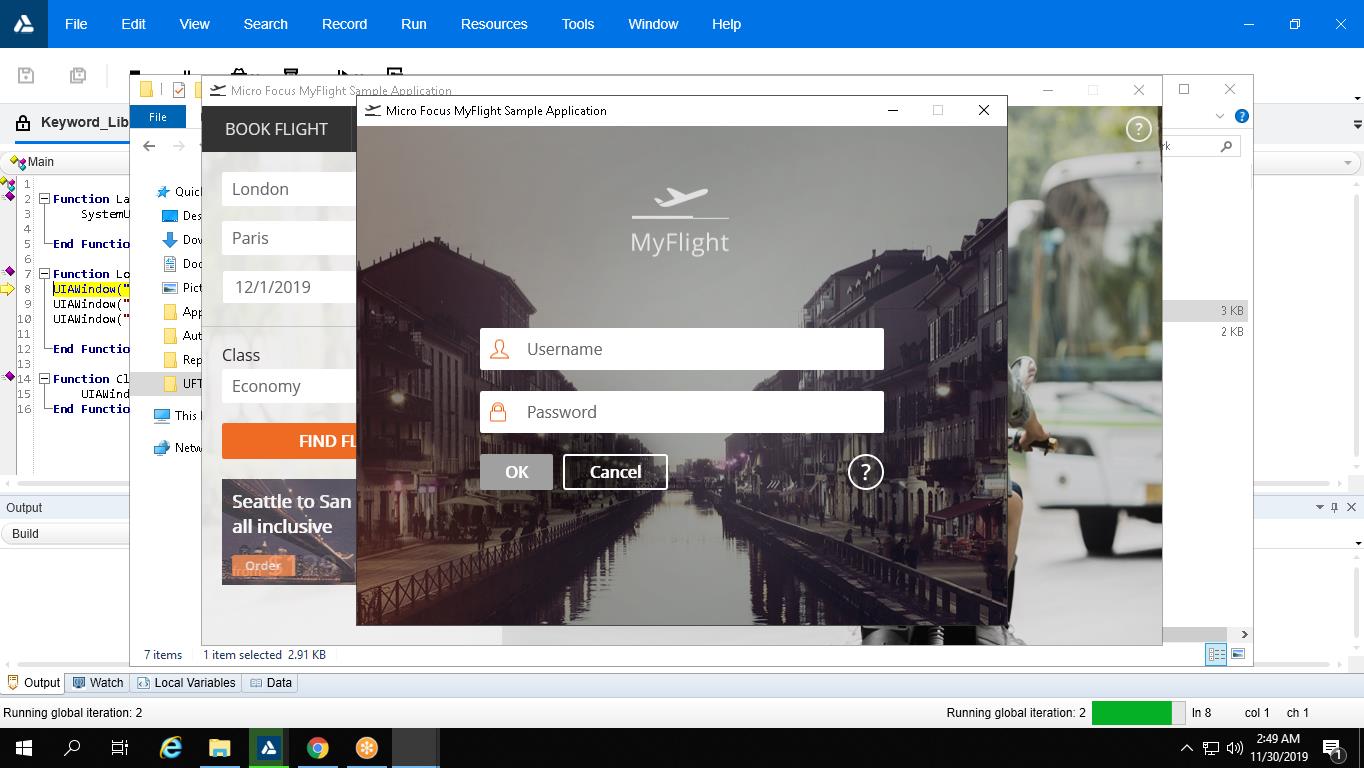 File Edit View Search Record Run Resources Tools Window Help
Micro Focus MyFlight Sample Application
Micro Focus MyFlight Sample Application
File
BOOK FLIGHT
Keyword_Lib
Main
London
Paris
12/1/2019
Class
Economy
FIND FL
Seattle to San
all inclusive
Order
MyFlight
Username
Password
OK Cancel ?
?
?
rk
3 KB
2 KB
1
2 Function La
3 SystemU
4
5 End Functio
6
7 Function Lo
8 UIAWindow("
9 UIAWindow("
10 UIAWindow("
11
12 End Functio
13
14 Function Cl
15 UIAWind
16 End Functio
Quic
Des
Dov
Doc
Pict
App
Aut
Rep
UFT
This
Netw
Output
Build
7 items 1 item selected 2.91 KB
Output Watch Local Variables Data
Running global iteration: 2 Running global iteration: 2 ln 8 col 1 ch 1
2:49 AM
11/30/2019
1